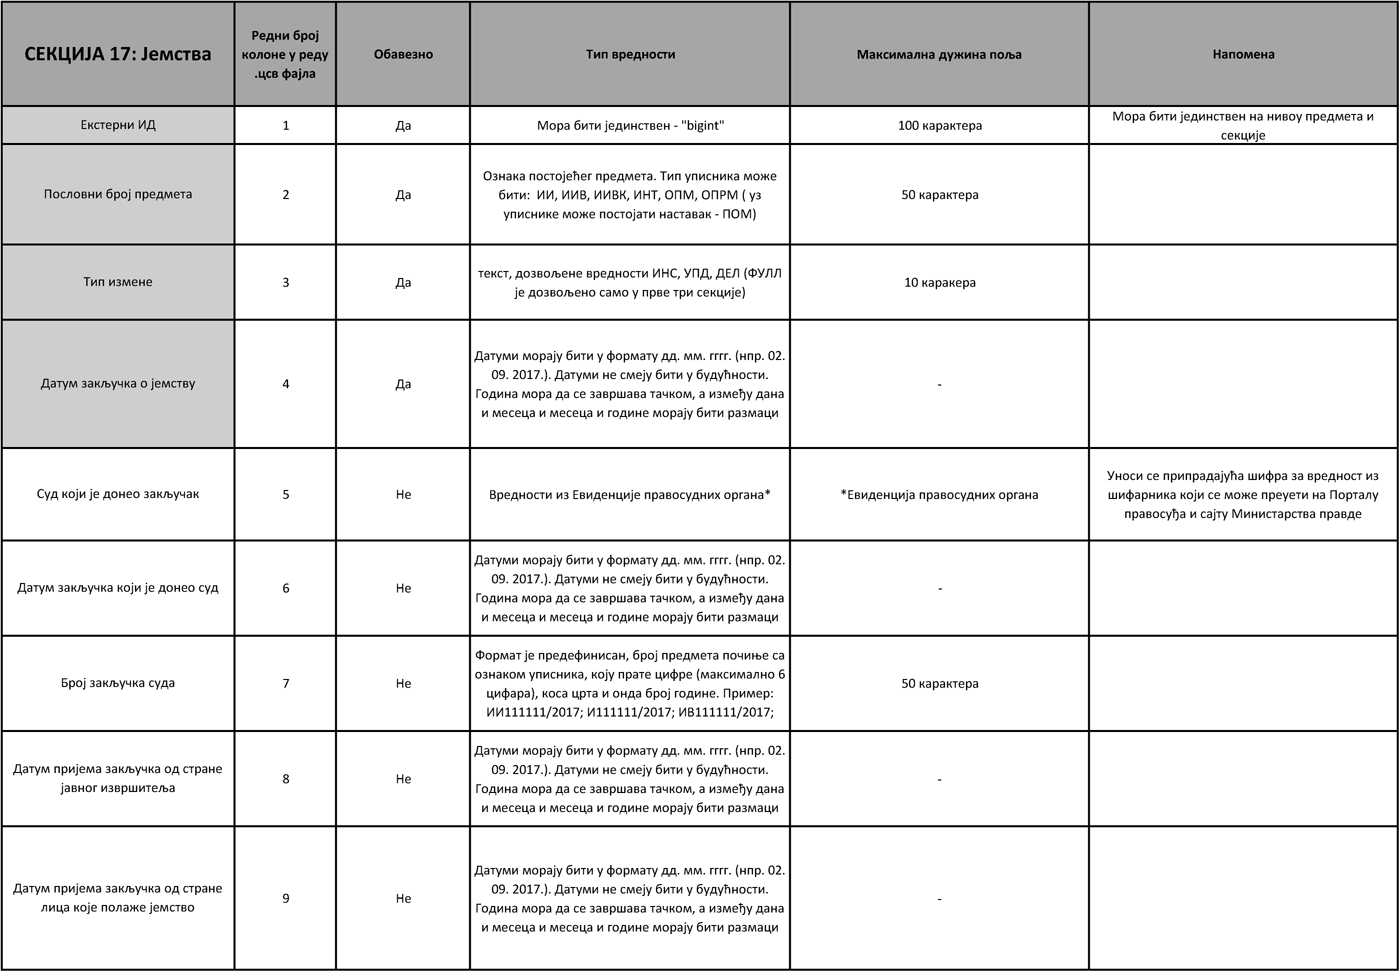 СЕКЦИЈА 17: Јемства
Редни број
колоне у реду
.цсв фајла
Обавезно
Тип вредности
Максимална дужина поља
Напомена
Екстерни ИД
1
Да
Мора бити јединствен - "bigint"
100 карактера
Мора бити јединствен на нивоу предмета и
секције
Пословни број предмета
2
Да
Ознака постојећег предмета. Тип уписника може
бити:  ИИ, ИИВ, ИИВК, ИНТ, ОПМ, ОПРМ ( уз
уписнике може постојати наставак - ПОМ)
50 карактера
Тип измене
3
Да
текст, дозвољене вредности ИНС, УПД, ДЕЛ (ФУЛЛ
је дозвољено само у прве три секције)
10 каракера
Датум закључка о јемству
4
Да
Датуми морају бити у формату дд. мм. гггг. (нпр. 02.
09. 2017.). Датуми не смеју бити у будућности.
Година мора да се завршава тачком, а између дана
и месеца и месеца и године морају бити размаци
-
Суд који је донео закључак
5
Не
Вредности из Евиденције правосудних органа*
*Евиденција правосудних органа
Уноси се припрадајућа шифра за вредност из
шифарника који се може преуети на Порталу
правосуђа и сајту Министарства правде
Датум закључка који је донео суд
6
Не
Датуми морају бити у формату дд. мм. гггг. (нпр. 02.
09. 2017.). Датуми не смеју бити у будућности.
Година мора да се завршава тачком, а између дана
и месеца и месеца и године морају бити размаци
-
Број закључка суда
7
Не
Формат је предефинисан, број предмета почиње са
ознаком уписника, коју прате цифре (максимално 6
цифара), коса црта и онда број године. Пример:
ИИ111111/2017; И111111/2017; ИВ111111/2017;
50 карактера
Датум пријема закључка од стране
јавног извршитеља
8
Не
Датуми морају бити у формату дд. мм. гггг. (нпр. 02.
09. 2017.). Датуми не смеју бити у будућности.
Година мора да се завршава тачком, а између дана
и месеца и месеца и године морају бити размаци
-
Датум пријема закључка од стране
лица које полаже јемство
9
Не
Датуми морају бити у формату дд. мм. гггг. (нпр. 02.
09. 2017.). Датуми не смеју бити у будућности.
Година мора да се завршава тачком, а између дана
и месеца и месеца и године морају бити размаци
-